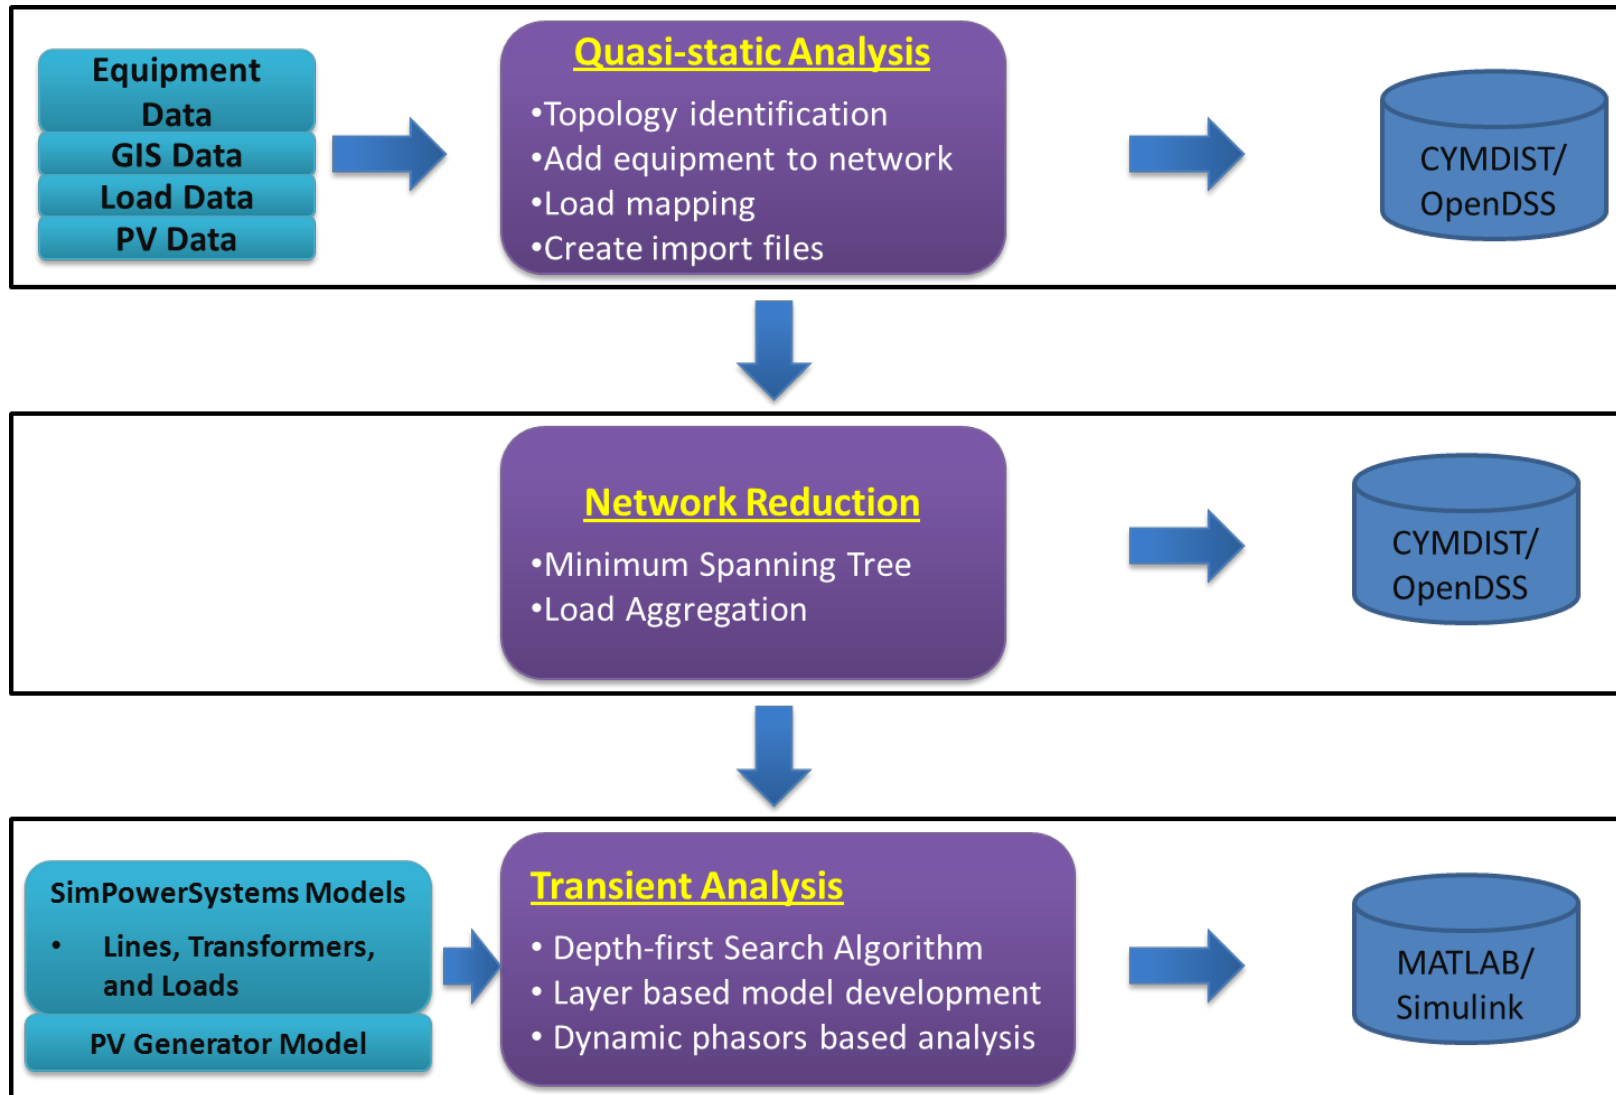 Equipment
Data
GIS Data
Load Data
PV Data
Quasi-static Analysis
•Topology identification
•Add equipment to network
•Load mapping
•Create import files
CYMDIST/
OpenDSS
Network Reduction
•Minimum Spanning Tree
•Load Aggregation
CYMDIST/
OpenDSS
SimPowerSystems Models
• Lines, Transformers,
and Loads
PV Generator Model
Transient Analysis
• Depth-first Search Algorithm
• Layer based model development
• Dynamic phasors based analysis
MATLAB/
Simulink